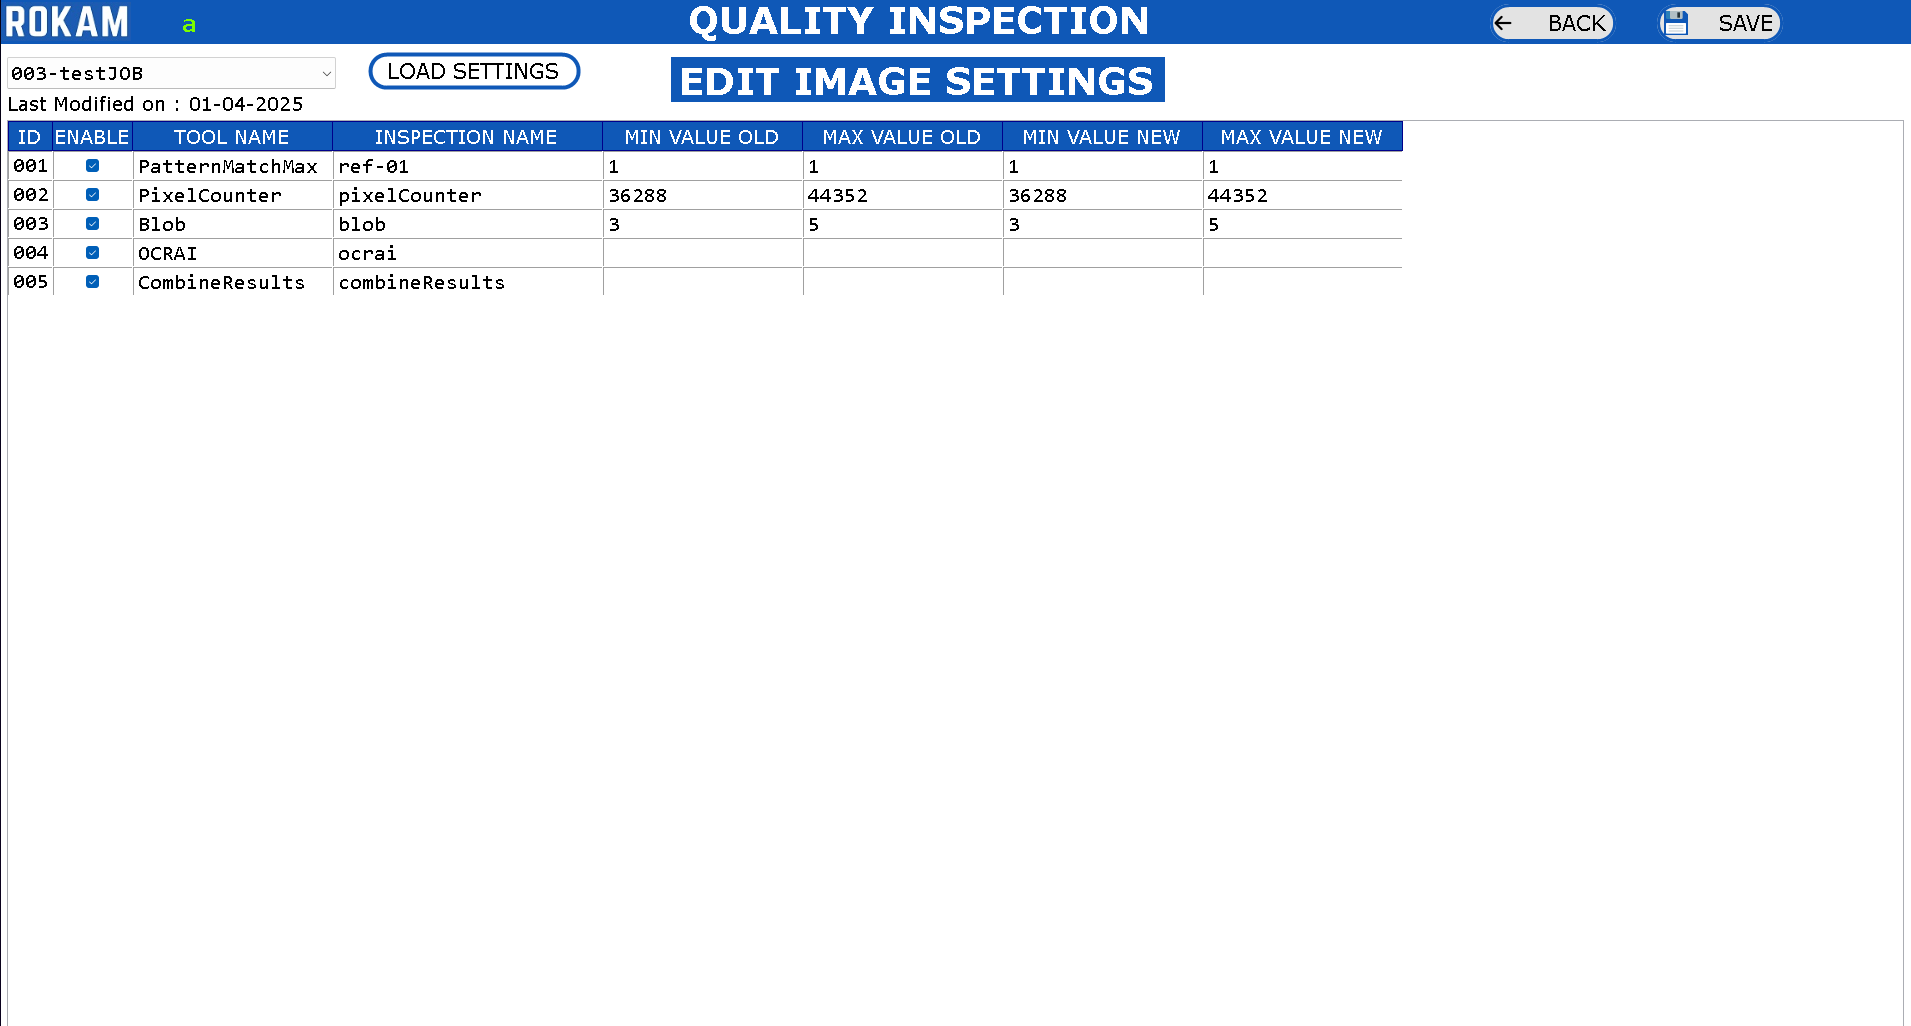 ROKAM a QUALITY INSPECTION BACK SAVE
003-testJOB LOAD SETTINGS EDIT IMAGE SETTINGS
Last Modified on : 01-04-2025
ID ENABLE TOOL NAME INSPECTION NAME MIN VALUE OLD MAX VALUE OLD MIN VALUE NEW MAX VALUE NEW
001 PatternMatchMax ref-01 1 1 1 1
002 PixelCounter pixelCounter 36288 44352 36288 44352
003 Blob blob 3 5 3 5
004 OCRAI ocrai
005 CombineResults combineResults